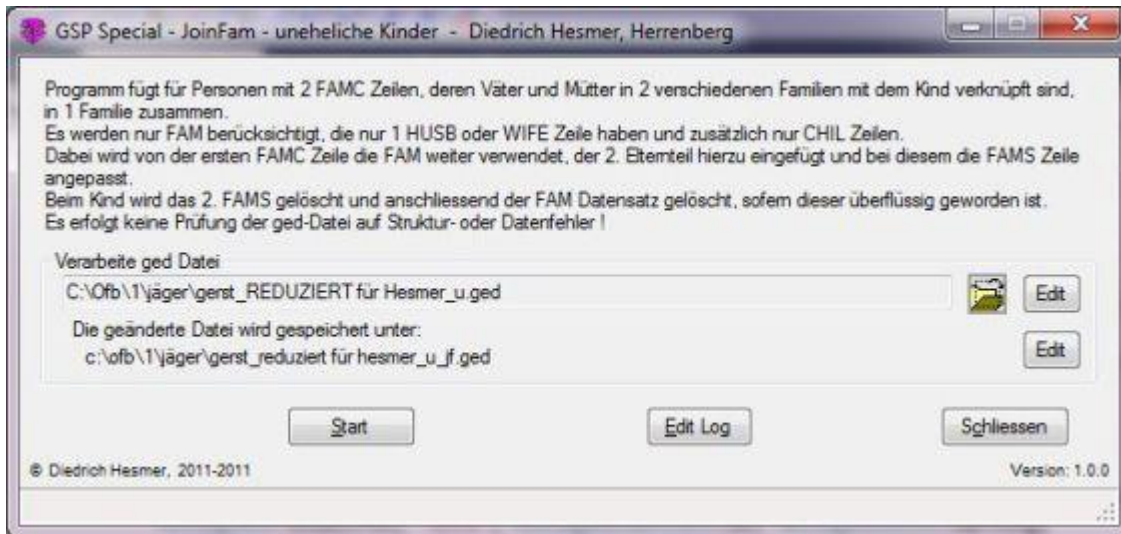 GSP Special - JoinFam - uneheliche Kinder - Diedrich Hesmer, Herrenberg
Programm fügt für Personen mit 2 FAMC Zeilen, deren Väter und Mütter in 2 verschiedenen Familien mit dem Kind verknüpft sind,
in 1 Familie zusammen.
Es werden nur FAM berücksichtigt, die nur 1 HUSB oder WIFE Zeile haben und zusätzlich nur CHIL Zeilen.
Dabei wird von der ersten FAMC Zeile die FAM weiter verwendet, der 2. Elternteil hierzu eingefügt und bei diesem die FAMS Zeile
angepasst.
Beim Kind wird das 2. FAMS gelöscht und anschliessend der FAM Datensatz gelöscht, sofern dieser überflüssig geworden ist.
Es erfolgt keine Prüfung der ged-Datei auf Struktur- oder Datenfehler !
Verarbeite ged Datei
C:\Ofb\1\jäger\gerst_REDUZIERT für Hesmer_u.ged
Edit
Die geänderte Datei wird gespeichert unter:
c:\ofb\1\jäger\gerst_reduziert für hesmer_u_jf.ged
Edit
Start
Edit Log
Schliessen
© Diedrich Hesmer, 2011-2011
Version: 1.0.0